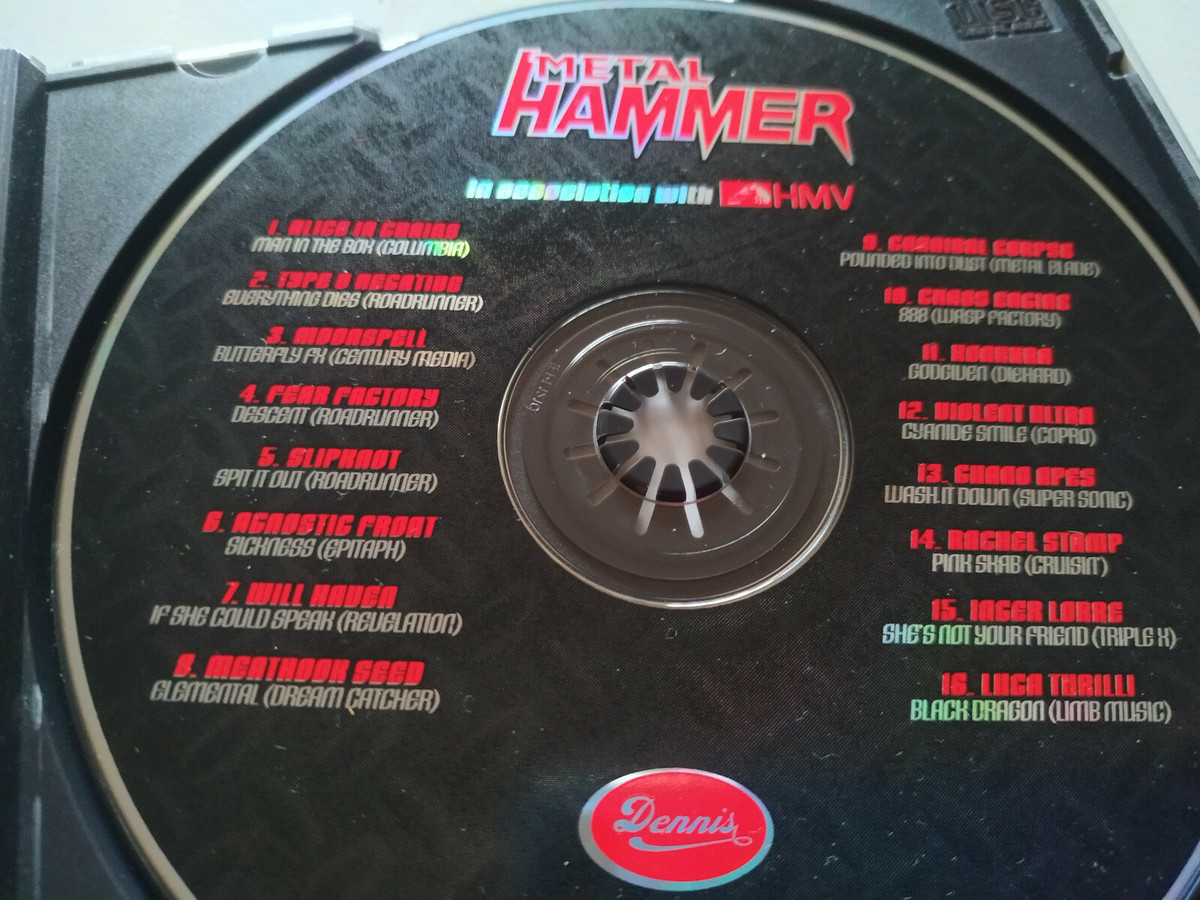 METAL
HAMMER
In association with HMV
1. ALICE IN CHAINS
MAN IN THE BOX (COLUMBIA)
2. TYPE O NEGATIVE
EVERYTHING DIES (ROADRUNNER)
3. MOONSPELL
BUTTERFLY FX (CENTURY MEDIA)
4. FEAR FACTORY
DESCENT (ROADRUNNER)
5. SLIPKNOT
SPIT IT OUT (ROADRUNNER)
6. AGNOSTIC FRONT
SICKNESS (EPITAPH)
7. WILL HAVEN
IF SHE COULD SPEAK (REVELATION)
8. MEATHOOK SEED
ELEMENTAL (DREAM CATCHER)
9. CANNIBAL CORPSE
POUNDED INTO DUST (METAL BLADE)
10. CHAOS ENGINE
888 (WASP FACTORY)
11. KONKHRA
GODGIVEN (DIEHARD)
12. VIOLENT ULTRA
CYANIDE SMILE (COPRO)
13. GUANO APES
WASH IT DOWN (SUPER SONIC)
14. RACHEL STAMP
PINK SKAB (CRUISIN')
15. INGER LORRE
SHE'S NOT YOUR FRIEND (TRIPLE X)
16. LUCA TURILLI
BLACK DRAGON (LIMB MUSIC)
Dennis